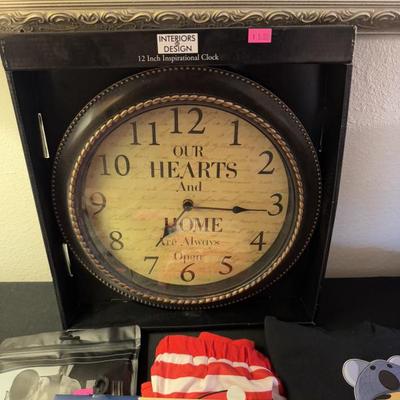 INTERIORS
by
DESIGN
12 Inch Inspirational Clock
12
11 1
10 2
9 3
8 4
7 5
6
OUR
HEARTS
And
HOME
Are Always
Open